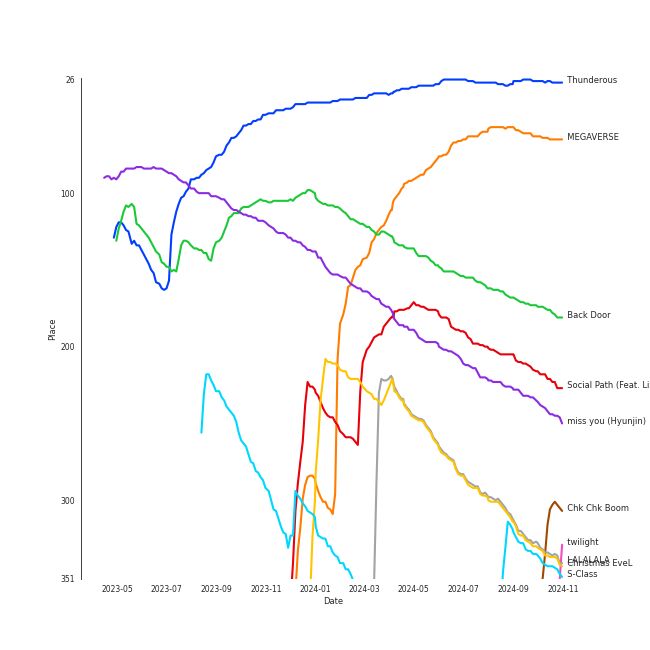 26
100
200
300
351
Place
2023-05
2023-07
2023-09
2023-11
2024-01
2024-03
2024-05
2024-07
2024-09
2024-11
Date
Thunderous
MEGAVERSE
Back Door
Social Path (Feat. Li
miss you (Hyunjin)
Chk Chk Boom
twilight
LALALALA
Christmas EveL
S-Class